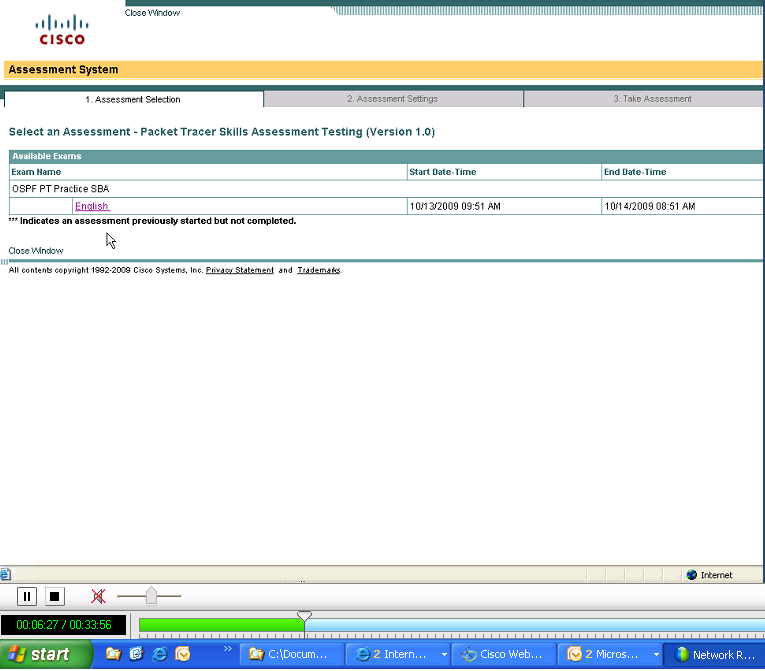 Close Window
CISCO
Assessment System
1. Assessment Selection 2. Assessment Settings 3. Take Assessment
Select an Assessment - Packet Tracer Skills Assessment Testing (Version 1.0)
Available Exams
Exam Name Start Date-Time End Date-Time
OSPF PT Practice SBA
English 10/13/2009 09:51 AM 10/14/2009 08:51 AM
*** Indicates an assessment previously started but not completed.
Close Window
All contents copyright 1992-2009 Cisco Systems, Inc. Privacy Statement and Trademarks.
Internet
00:06:27 / 00:33:56
start C:\Docum... 2 Intern... Cisco Web... 2 Micros... Network R...